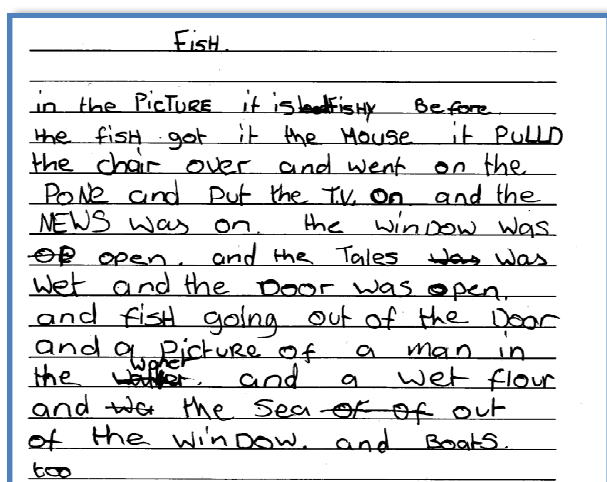 FisH.
in the PicTURE it is FisHy Before
the fisH got it the Mouse it PULLD
the chair over and went on the
PoNe and Put the T.V. on and the
NEWS was on. the winDow was
open. and the Tales was
wet and the Door was open.
and fisH going out of the Door
and a PictuRe of a man in
the water. and a wet flour
and the Sea out
of the winDow. and Boats.
too